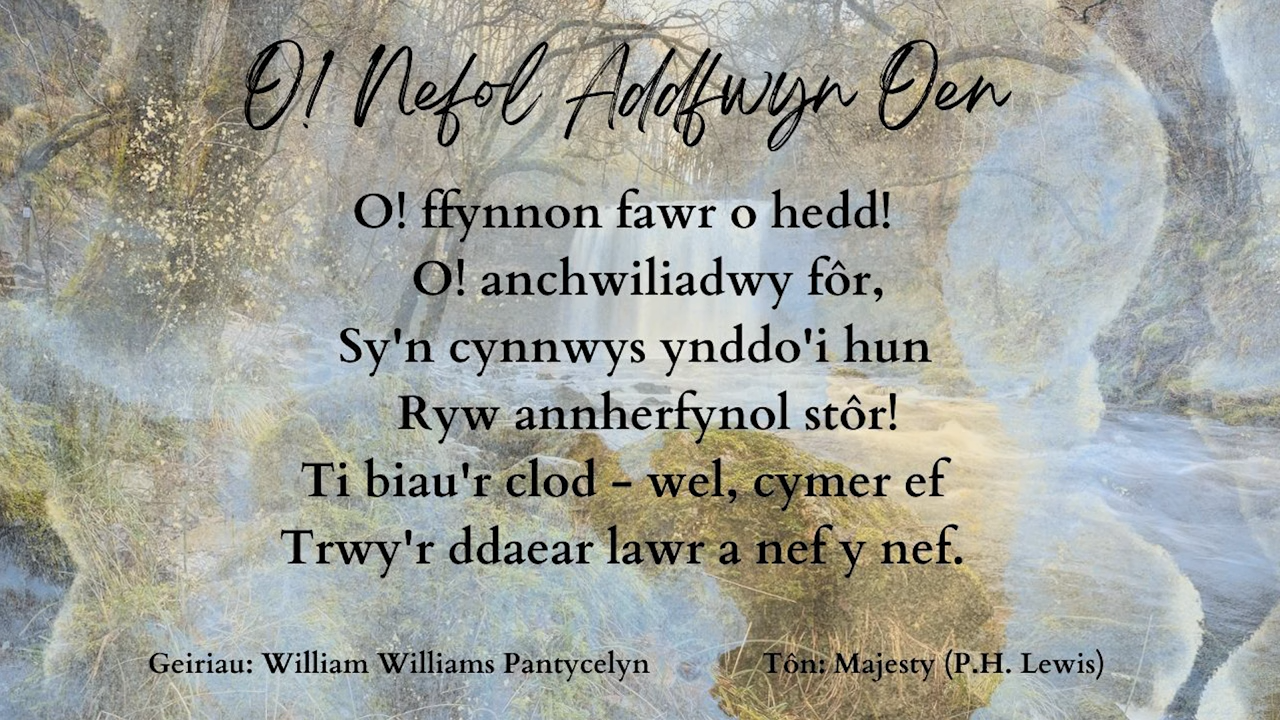 O! Nefol Addfwyn Oen
O! ffynnon fawr o hedd!
O! anchwiliadwy fôr,
Sy'n cynnwys ynddo'i hun
Ryw annherfynol stôr!
Ti biau'r clod - wel, cymer ef
Trwy'r ddaear lawr a nef y nef.
Geiriau: William Williams Pantycelyn
Tôn: Majesty (P.H. Lewis)